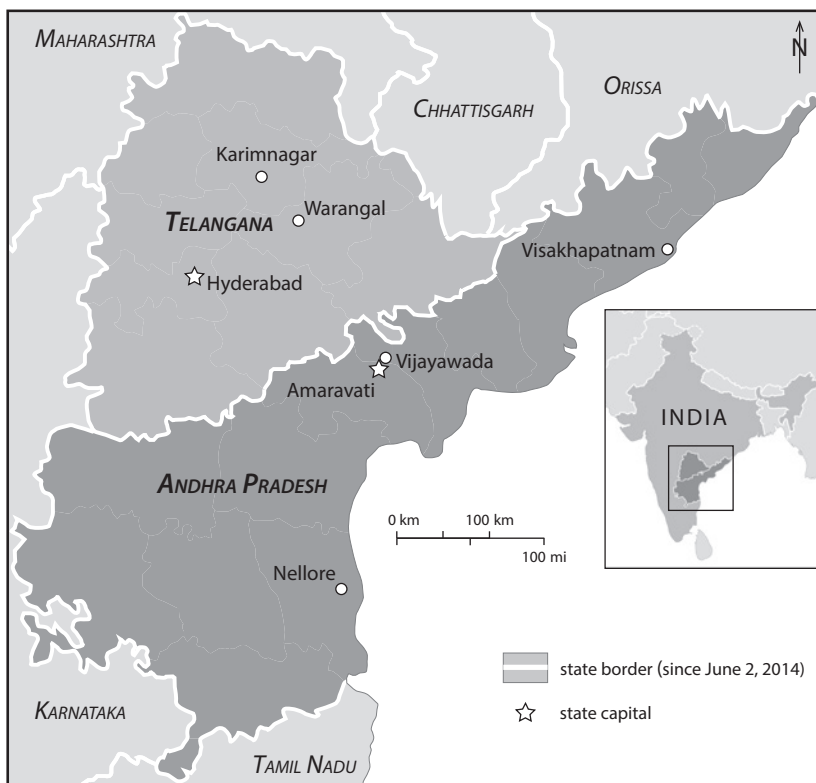 MAHARASHTRA
N
CHHATTISGARH
ORISSA
Karimnagar
TELANGANA
Warangal
Hyderabad
Visakhapatnam
Vijayawada
Amaravati
INDIA
ANDHRA PRADESH
0 km 100 km
100 mi
Nellore
state border (since June 2, 2014)
state capital
KARNATAKA
TAMIL NADU